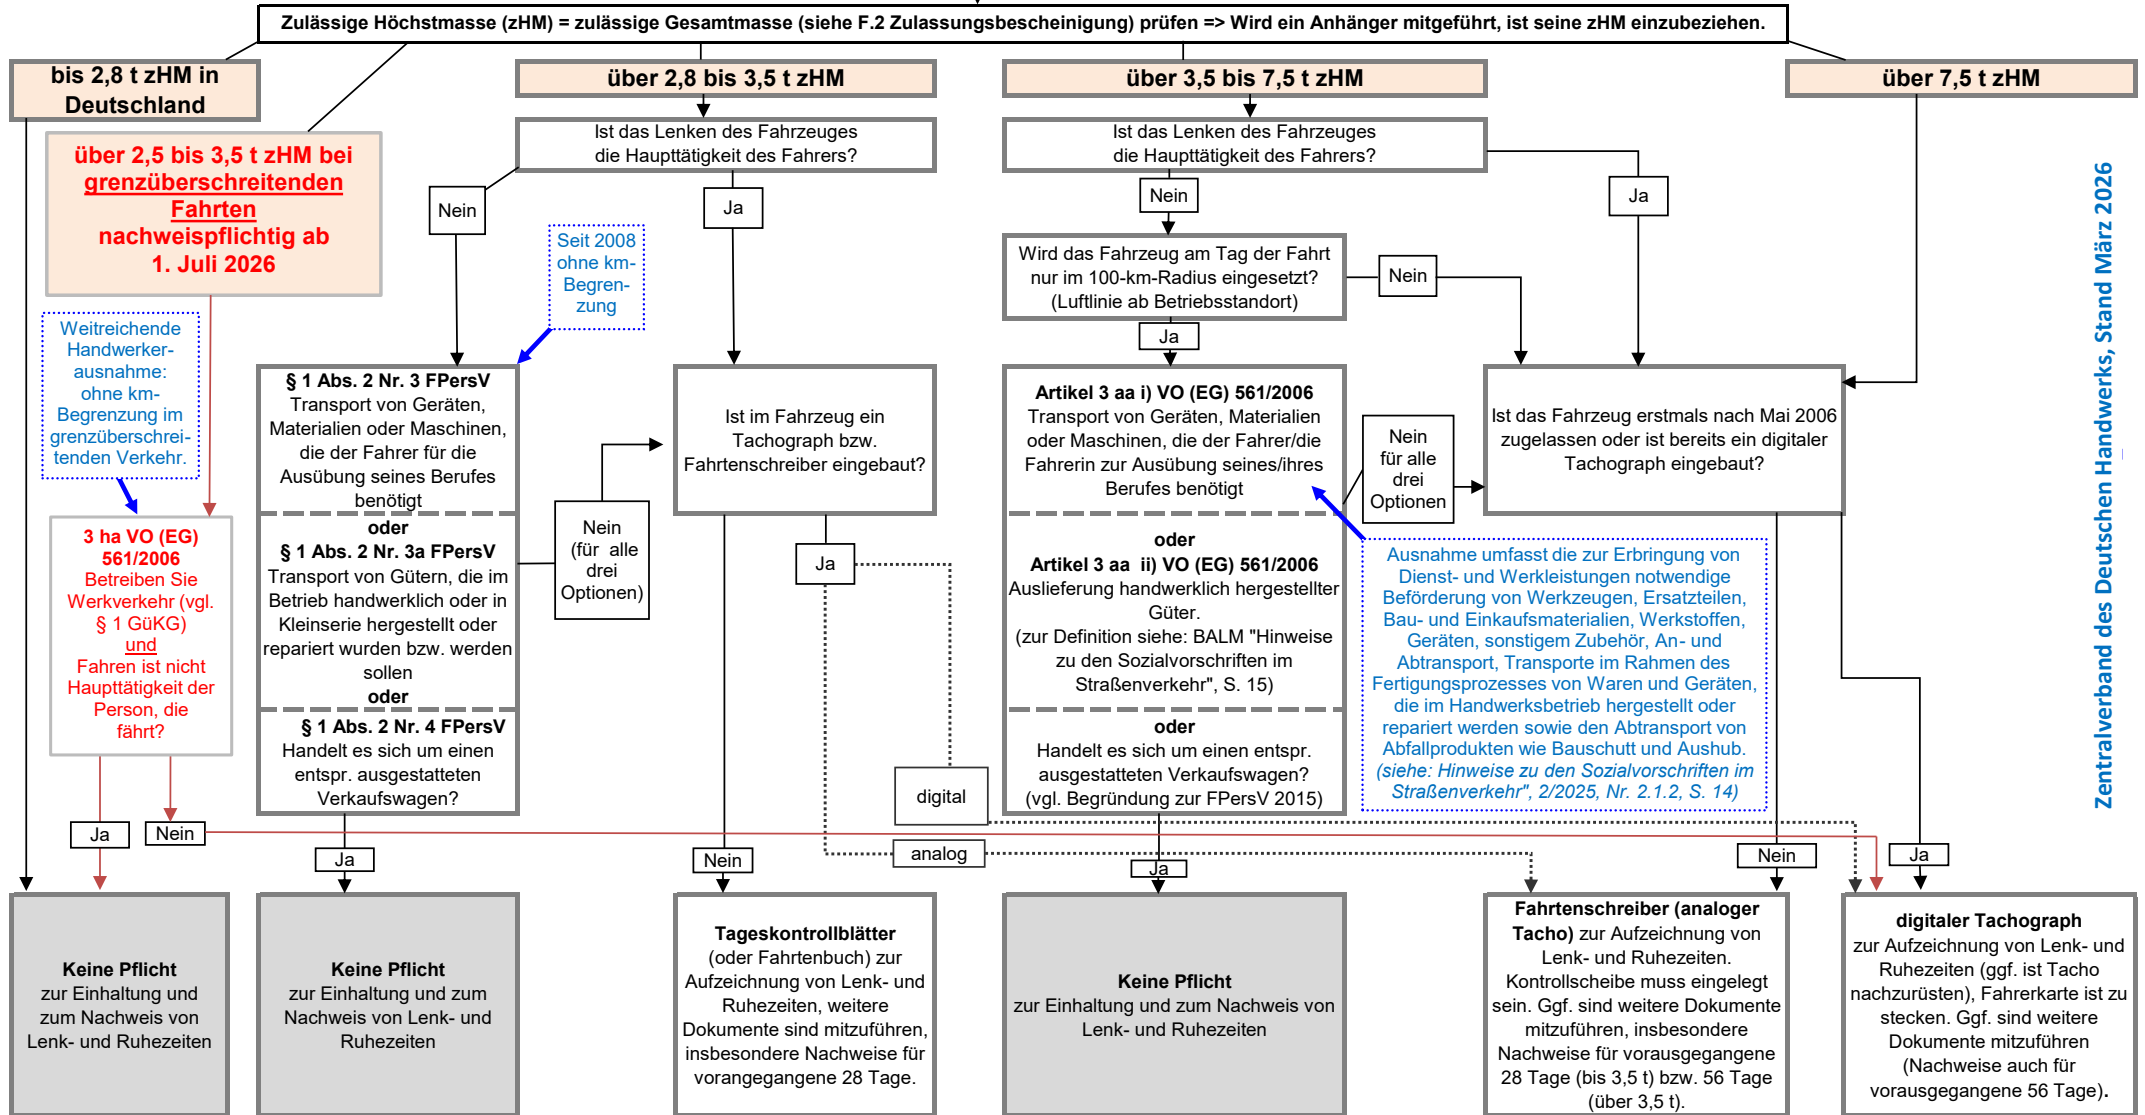 Zulässige Höchstmasse (zHM) = zulässige Gesamtmasse (siehe F.2 Zulassungsbescheinigung) prüfen => Wird ein Anhänger mitgeführt, ist seine zHM einzubeziehen.
bis 2,8 t zHM in
Deutschland
über 2,8 bis 3,5 t zHM
über 3,5 bis 7,5 t zHM
über 7,5 t zHM
über 2,5 bis 3,5 t zHM bei
grenzüberschreitenden
Fahrten
nachweispflichtig ab
1. Juli 2026
Ist das Lenken des Fahrzeuges
die Haupttätigkeit des Fahrers?
Ist das Lenken des Fahrzeuges
die Haupttätigkeit des Fahrers?
Nein
Ja
Nein
Ja
Seit 2008
ohne km-
Begren-
zung
Wird das Fahrzeug am Tag der Fahrt
nur im 100-km-Radius eingesetzt?
(Luftlinie ab Betriebsstandort)
Nein
Ja
Weitreichende
Handwerker-
ausnahme:
ohne km-
Begrenzung im
grenzüberschrei-
tenden Verkehr.
3 ha VO (EG)
561/2006
Betreiben Sie
Werkverkehr (vgl.
§ 1 GüKG)
und
Fahren ist nicht
Haupttätigkeit der
Person, die
fährt?
§ 1 Abs. 2 Nr. 3 FPersV
Transport von Geräten,
Materialien oder Maschinen,
die der Fahrer für die
Ausübung seines Berufes
benötigt
oder
§ 1 Abs. 2 Nr. 3a FPersV
Transport von Gütern, die im
Betrieb handwerklich oder in
Kleinserie hergestellt oder
repariert wurden bzw. werden
sollen
oder
§ 1 Abs. 2 Nr. 4 FPersV
Handelt es sich um einen
entspr. ausgestatteten
Verkaufswagen?
Nein
(für alle
drei
Optionen)
Ist im Fahrzeug ein
Tachograph bzw.
Fahrtenschreiber eingebaut?
Ja
digital
analog
Artikel 3 aa i) VO (EG) 561/2006
Transport von Geräten, Materialien
oder Maschinen, die der Fahrer/die
Fahrerin zur Ausübung seines/ihres
Berufes benötigt
oder
Artikel 3 aa ii) VO (EG) 561/2006
Auslieferung handwerklich hergestellter
Güter.
(zur Definition siehe: BALM "Hinweise
zu den Sozialvorschriften im
Straßenverkehr", S. 15)
oder
Handelt es sich um einen entspr.
ausgestatteten Verkaufswagen?
(vgl. Begründung zur FPersV 2015)
Nein
für alle
drei
Optionen
Ist das Fahrzeug erstmals nach Mai 2006
zugelassen oder ist bereits ein digitaler
Tachograph eingebaut?
Ausnahme umfasst die zur Erbringung von
Dienst- und Werkleistungen notwendige
Beförderung von Werkzeugen, Ersatzteilen,
Bau- und Einkaufsmaterialien, Werkstoffen,
Geräten, sonstigem Zubehör, An- und
Abtransport, Transporte im Rahmen des
Fertigungsprozesses von Waren und Geräten,
die im Handwerksbetrieb hergestellt oder
repariert werden sowie den Abtransport von
Abfallprodukten wie Bauschutt und Aushub.
(siehe: Hinweise zu den Sozialvorschriften im
Straßenverkehr", 2/2025, Nr. 2.1.2, S. 14)
Zentralverband des Deutschen Handwerks, Stand März 2026
Ja
Nein
Ja
Nein
Ja
Nein
Ja
Keine Pflicht
zur Einhaltung und
zum Nachweis von
Lenk- und Ruhezeiten
Keine Pflicht
zur Einhaltung und zum
Nachweis von Lenk- und
Ruhezeiten
Tageskontrollblätter
(oder Fahrtenbuch) zur
Aufzeichnung von Lenk- und
Ruhezeiten, weitere
Dokumente sind mitzuführen,
insbesondere Nachweise für
vorangegangene 28 Tage.
Keine Pflicht
zur Einhaltung und zum Nachweis von
Lenk- und Ruhezeiten
Fahrtenschreiber (analoger
Tacho) zur Aufzeichnung von
Lenk- und Ruhezeiten.
Kontrollscheibe muss eingelegt
sein. Ggf. sind weitere Dokumente
mitzuführen, insbesondere
Nachweise für vorausgegangene
28 Tage (bis 3,5 t) bzw. 56 Tage
(über 3,5 t).
digitaler Tachograph
zur Aufzeichnung von Lenk- und
Ruhezeiten (ggf. ist Tacho
nachzurüsten), Fahrerkarte ist zu
stecken. Ggf. sind weitere
Dokumente mitzuführen
(Nachweise auch für
vorausgegangene 56 Tage).